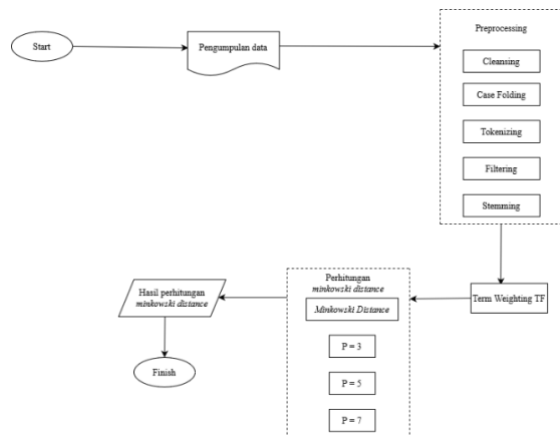 Start
Pengumpulan data
Preprocessing
Cleansing
Case Folding
Tokenizing
Filtering
Stemming
Term Weighting TF
Perhitungan
minkowski distance
Minkowski Distance
P = 3
P = 5
P = 7
Hasil perhitungan
minkowski distance
Finish